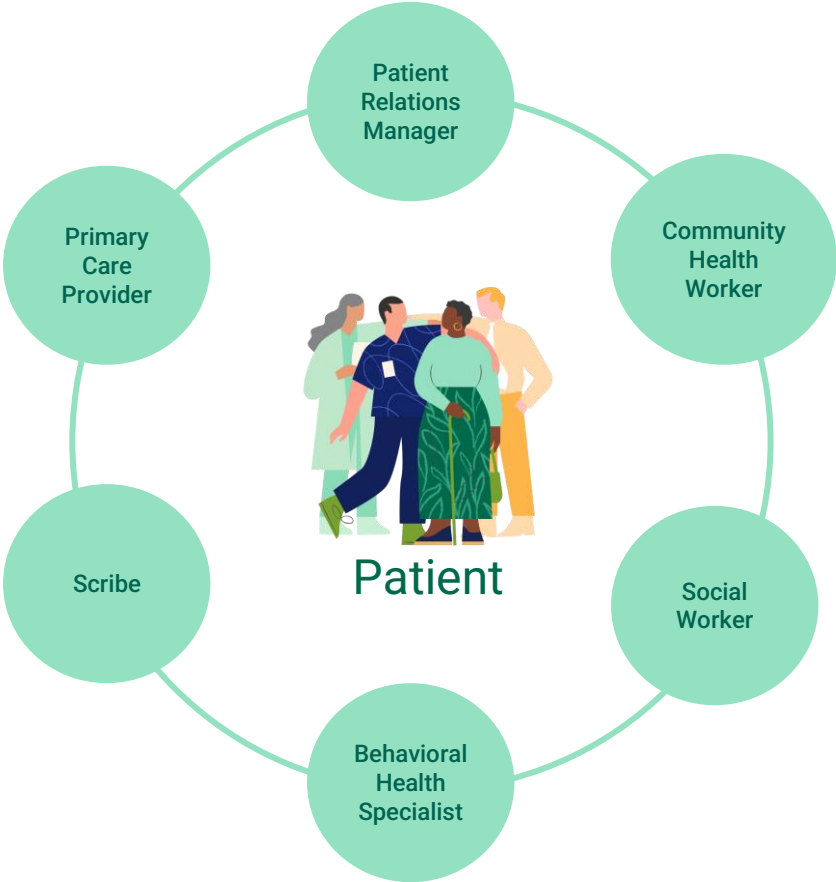 Patient
Relations
Manager
Community
Health
Worker
Social
Worker
Behavioral
Health
Specialist
Scribe
Primary
Care
Provider
Patient